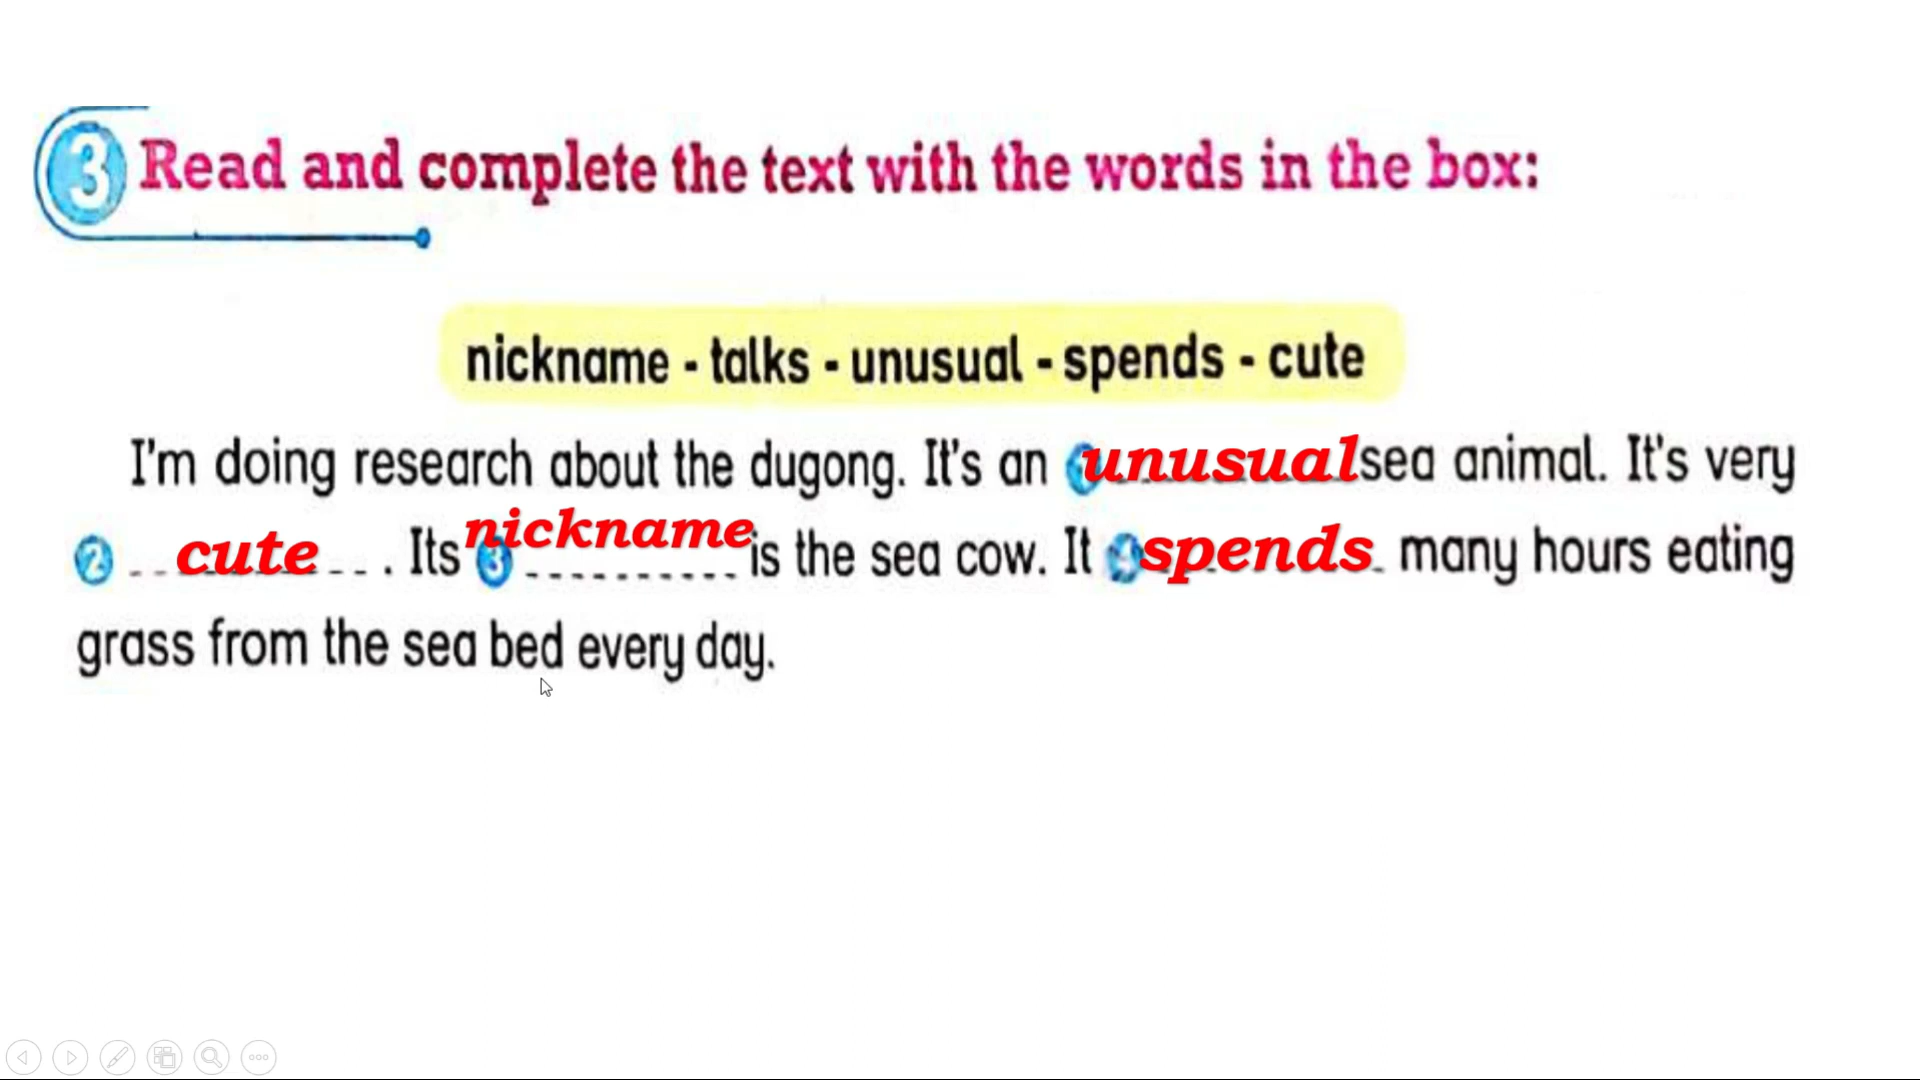 3 Read and complete the text with the words in the box:
nickname - talks - unusual - spends - cute
I'm doing research about the dugong. It's an unusual sea animal. It's very
2 cute . Its 3 nickname is the sea cow. It 4 spends many hours eating
grass from the sea bed every day.